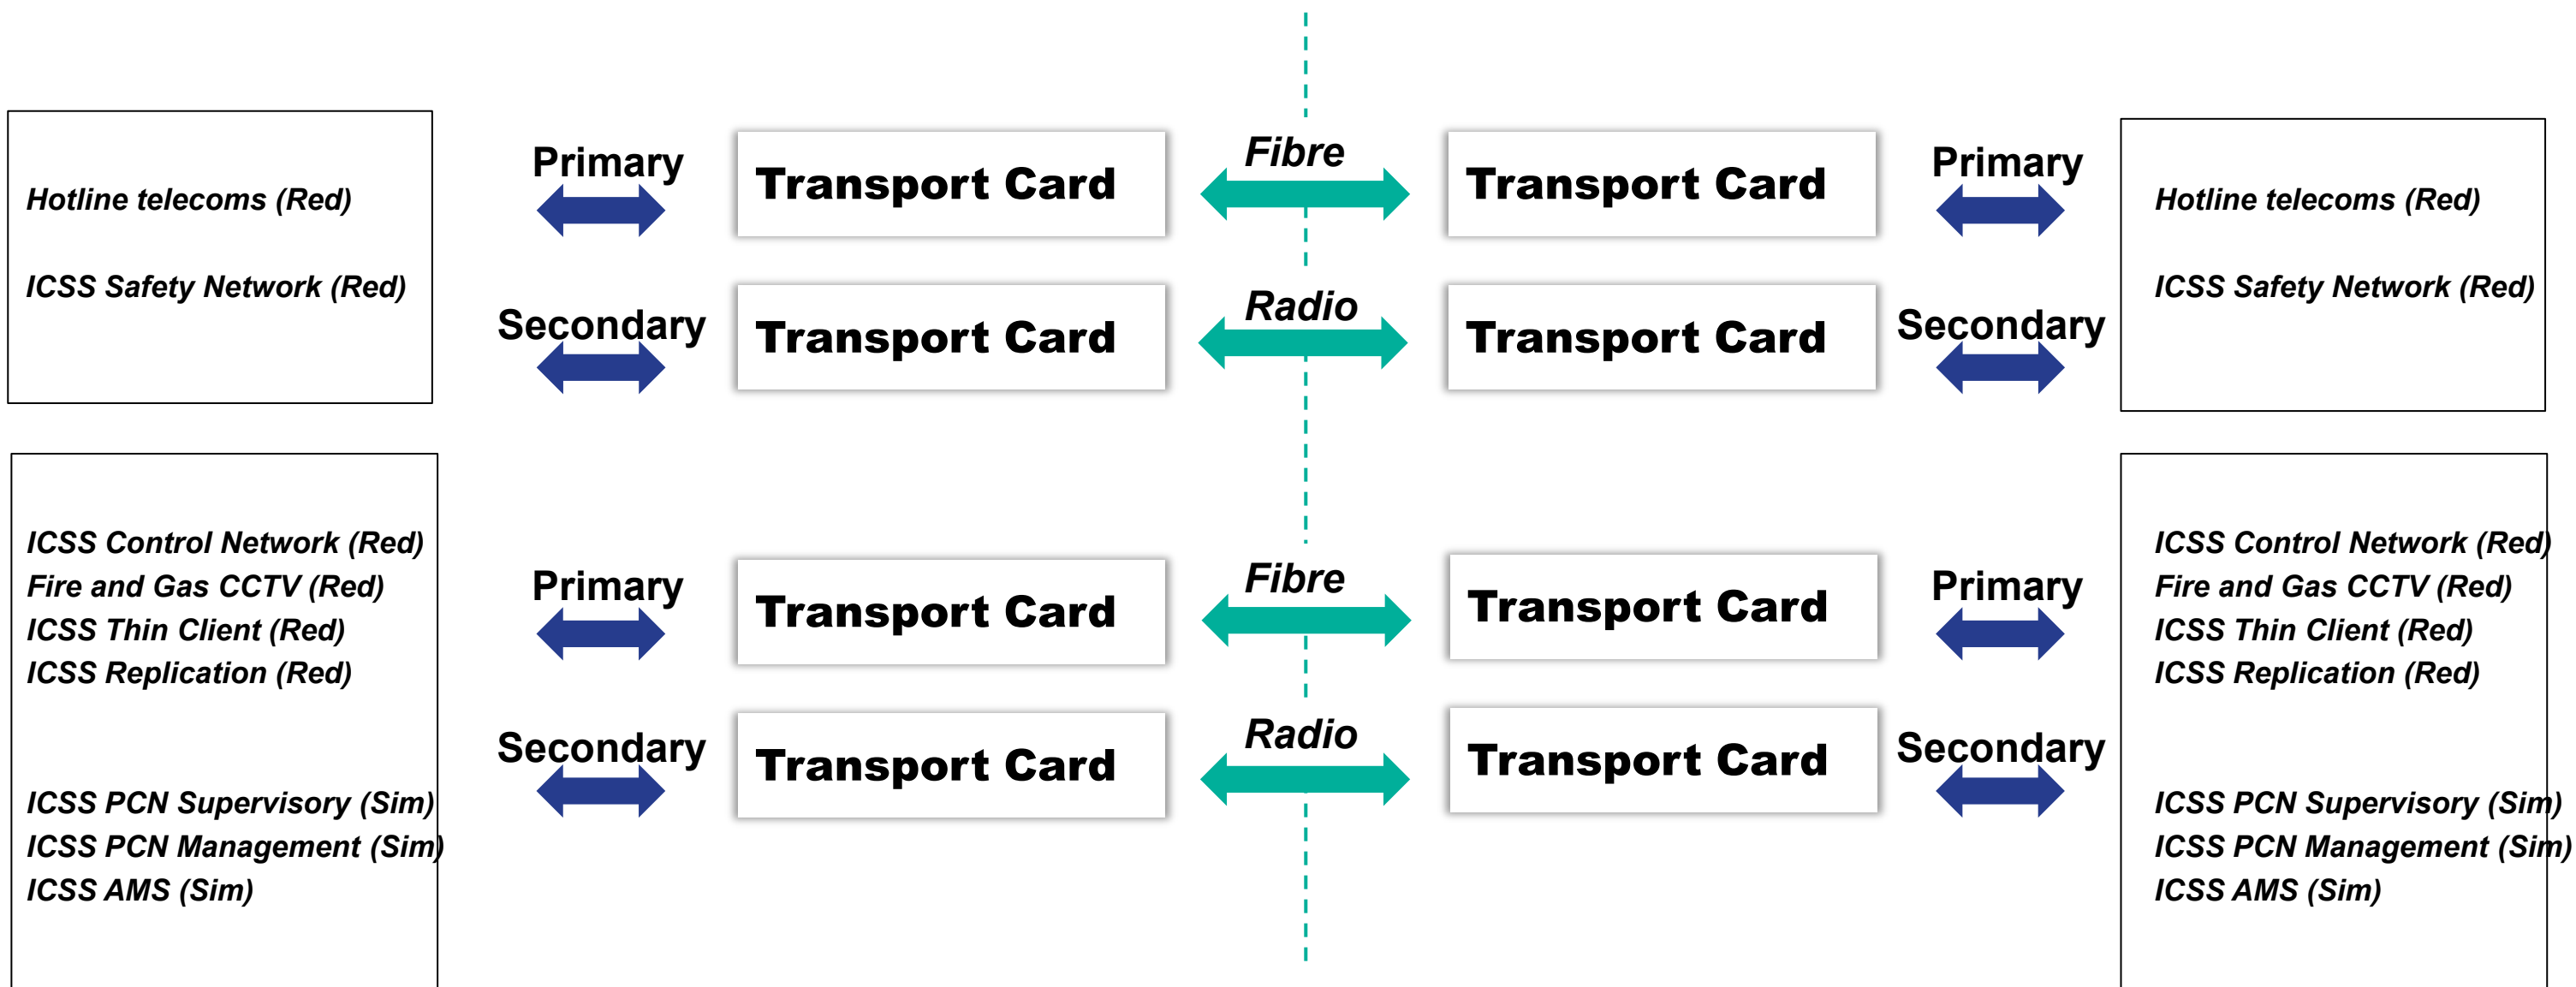 Hotline telecoms (Red)
ICSS Safety Network (Red)
Primary
Secondary
Transport Card
Transport Card
Fibre
Radio
Transport Card
Transport Card
Primary
Secondary
Hotline telecoms (Red)
ICSS Safety Network (Red)
ICSS Control Network (Red)
Fire and Gas CCTV (Red)
ICSS Thin Client (Red)
ICSS Replication (Red)
ICSS PCN Supervisory (Sim)
ICSS PCN Management (Sim)
ICSS AMS (Sim)
Primary
Secondary
Transport Card
Transport Card
Fibre
Radio
Transport Card
Transport Card
Primary
Secondary
ICSS Control Network (Red)
Fire and Gas CCTV (Red)
ICSS Thin Client (Red)
ICSS Replication (Red)
ICSS PCN Supervisory (Sim)
ICSS PCN Management (Sim)
ICSS AMS (Sim)